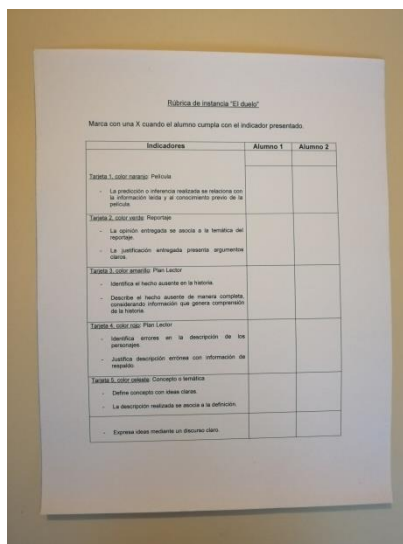 Rúbrica de instancia "El duelo"
Marca con una X cuando el alumno cumpla con el indicador presentado.
Indicadores Alumno 1 Alumno 2
Tarjeta 1, color naranjo: Película
- La predicción o inferencia realizada se relaciona con
la información leída y al conocimiento previo de la
película.
Tarjeta 2, color verde: Reportaje
- La opinión entregada se asocia a la temática del
reportaje.
- La justificación entregada presenta argumentos
claros.
Tarjeta 3, color amarillo: Plan Lector
- Identifica el hecho ausente en la historia.
- Describe el hecho ausente de manera completa,
considerando información que genera comprensión
de la historia.
Tarjeta 4, color rojo: Plan Lector
- Identifica errores en la descripción de los
personajes.
- Justifica descripción errónea con información de
respaldo.
Tarjeta 5, color celeste: Concepto o temática
- Define concepto con ideas claras.
- La descripción realizada se asocia a la definición.
- Expresa ideas mediante un discurso claro.